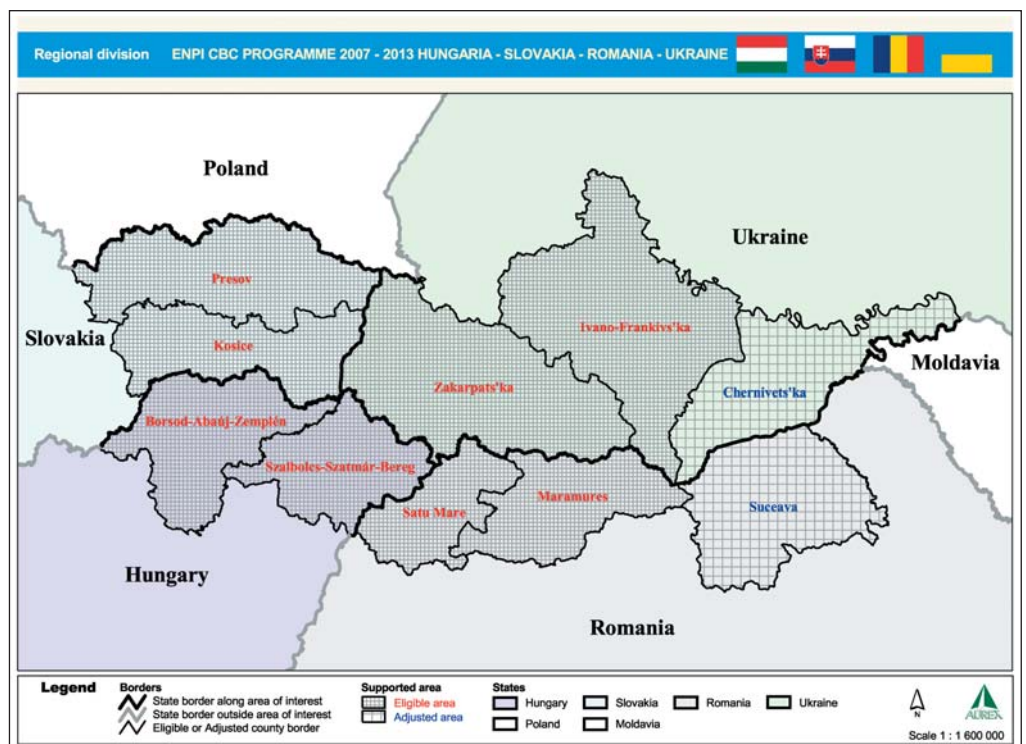 Regional division ENPI CBC PROGRAMME 2007 - 2013 HUNGARIA - SLOVAKIA - ROMANIA - UKRAINE
Poland
Ukraine
Presov
Ivano-Frankivs'ka
Slovakia
Kosice
Moldavia
Zakarpats'ka
Chernivets'ka
Borsod-Abaúj-Zemplén
Szalbolcs-Szatmár-Bereg
Maramures
Satu Mare
Suceava
Hungary
Romania
Legend
Borders
State border along area of interest
State border outside area of interest
Eligible or Adjusted county border
Supported area
Eligible area
Adjusted area
States
Hungary
Slovakia
Romania
Ukraine
Poland
Moldavia
N
AUREX
Scale 1 : 1 600 000